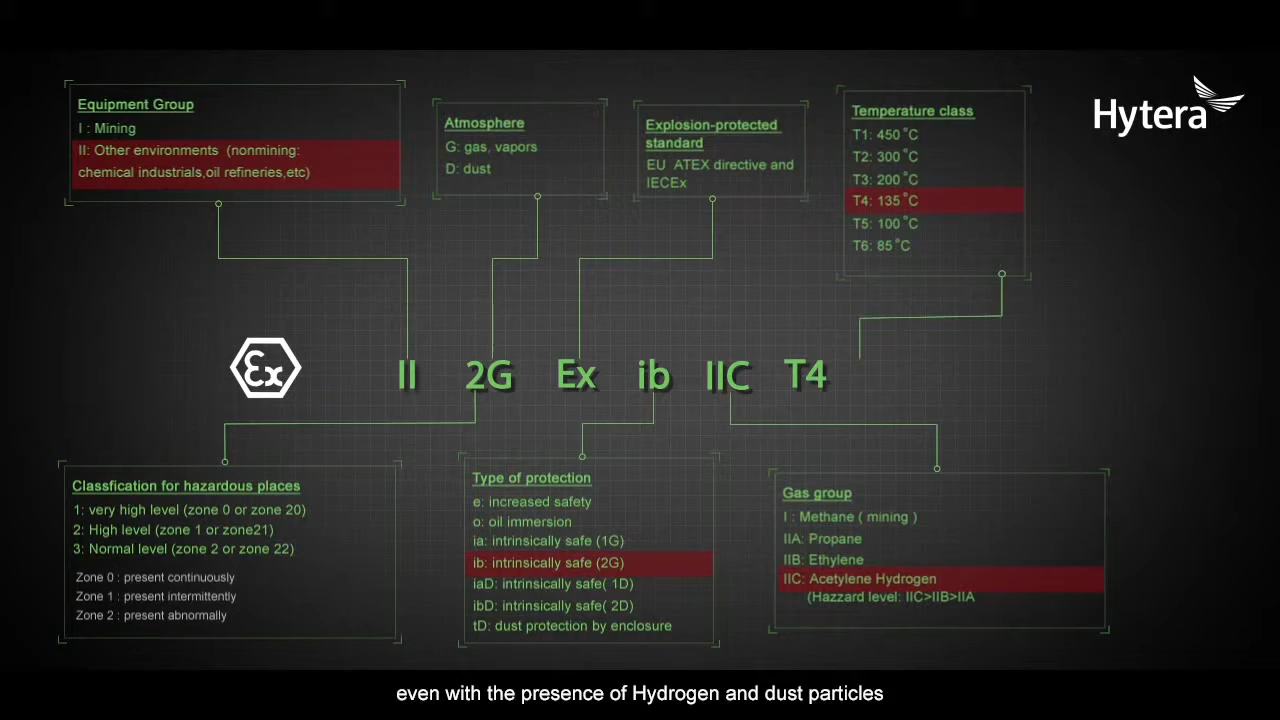 Equipment Group
I : Mining
II: Other environments (nonmining:
chemical industrials,oil refineries,etc)
Atmosphere
G: gas, vapors
D: dust
Explosion-protected
standard
EU ATEX directive and
IECEx
Temperature class
T1: 450°C
T2: 300°C
T3: 200°C
T4: 135°C
T5: 100°C
T6: 85°C
Hytera
Ex II 2G Ex ib IIC T4
Classfication for hazardous places
1: very high level (zone 0 or zone 20)
2: High level (zone 1 or zone21)
3: Normal level (zone 2 or zone 22)
Zone 0 : present continuously
Zone 1 : present intermittently
Zone 2 : present abnormally
Type of protection
e: increased safety
o: oil immersion
ia: intrinsically safe (1G)
ib: intrinsically safe (2G)
iaD: intrinsically safe( 1D)
ibD: intrinsically safe( 2D)
tD: dust protection by enclosure
Gas group
I : Methane ( mining )
IIA: Propane
IIB: Ethylene
IIC: Acetylene Hydrogen
(Hazzard level: IIC>IIB>IIA
even with the presence of Hydrogen and dust particles